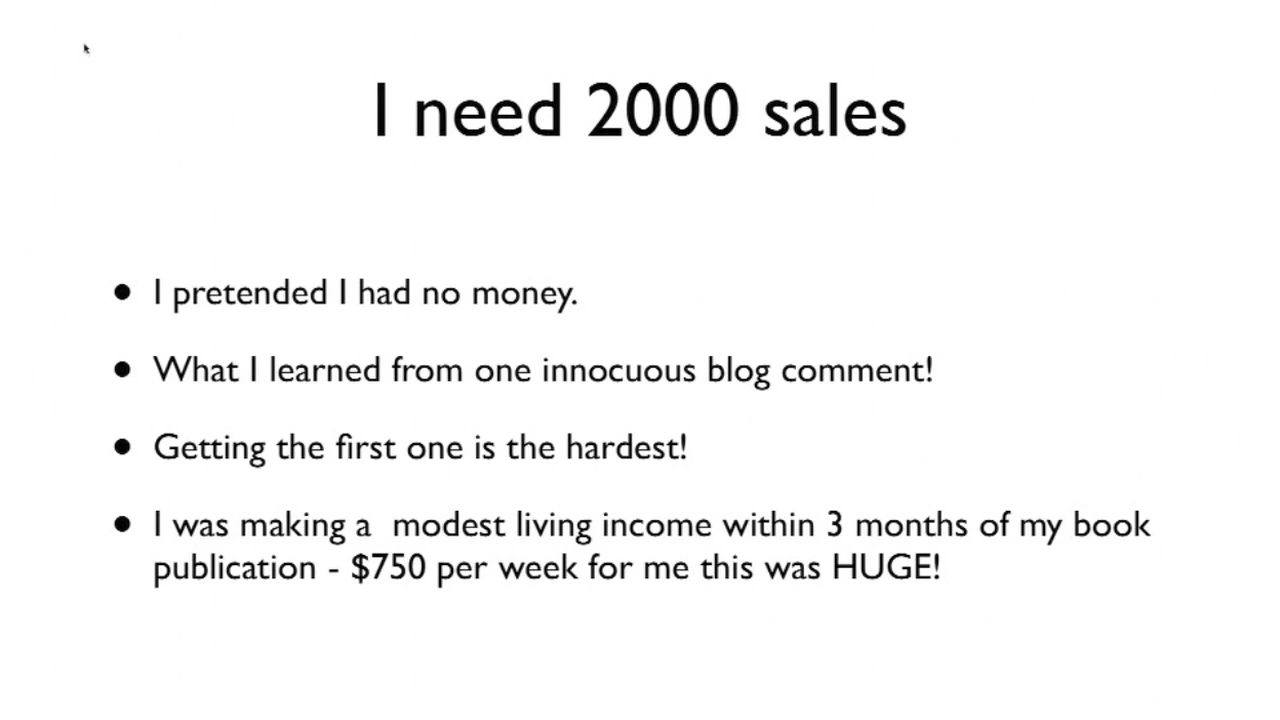 I need 2000 sales
• I pretended I had no money.
• What I learned from one innocuous blog comment!
• Getting the first one is the hardest!
• I was making a  modest living income within 3 months of my book
publication - $750 per week for me this was HUGE!